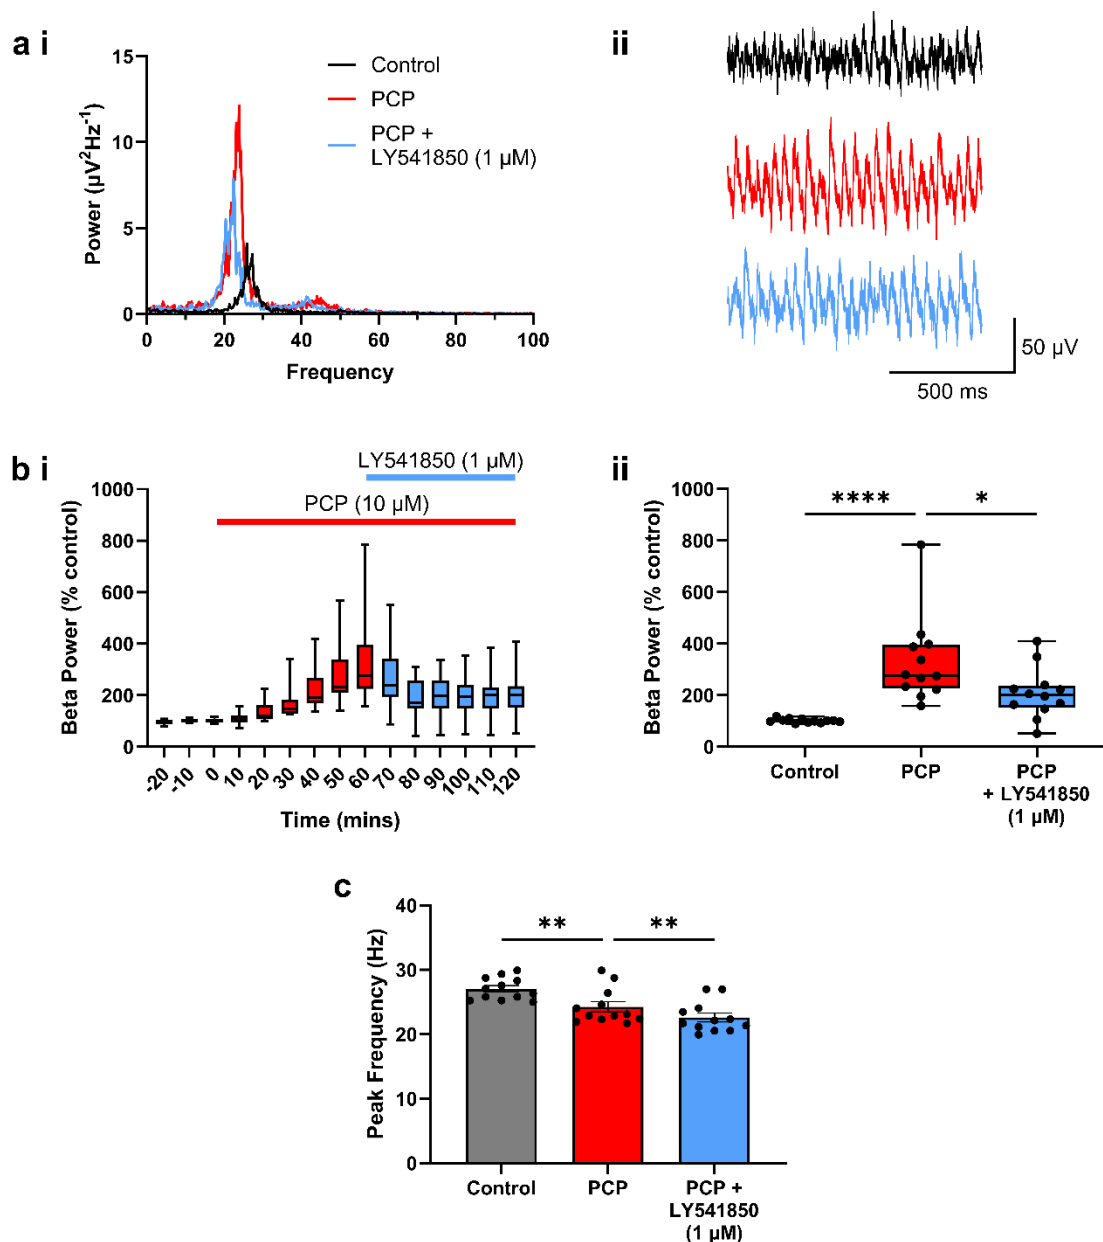 a i
15
10
5
0
Power (µV²Hz⁻¹)
0 20 40 60 80 100
Frequency
Control
PCP
PCP +
LY541850 (1 µM)
ii
50 µV
500 ms
b i
LY541850 (1 µM)
PCP (10 µM)
1000
800
600
400
200
0
Beta Power (% control)
-20 -10 0 10 20 30 40 50 60 70 80 90 100 110 120
Time (mins)
ii
1000
800
600
400
200
0
Beta Power (% control)
**** *
Control PCP PCP
+ LY541850
(1 µM)
c
40
30
20
10
0
Peak Frequency (Hz)
** **
Control PCP PCP +
LY541850
(1 µM)